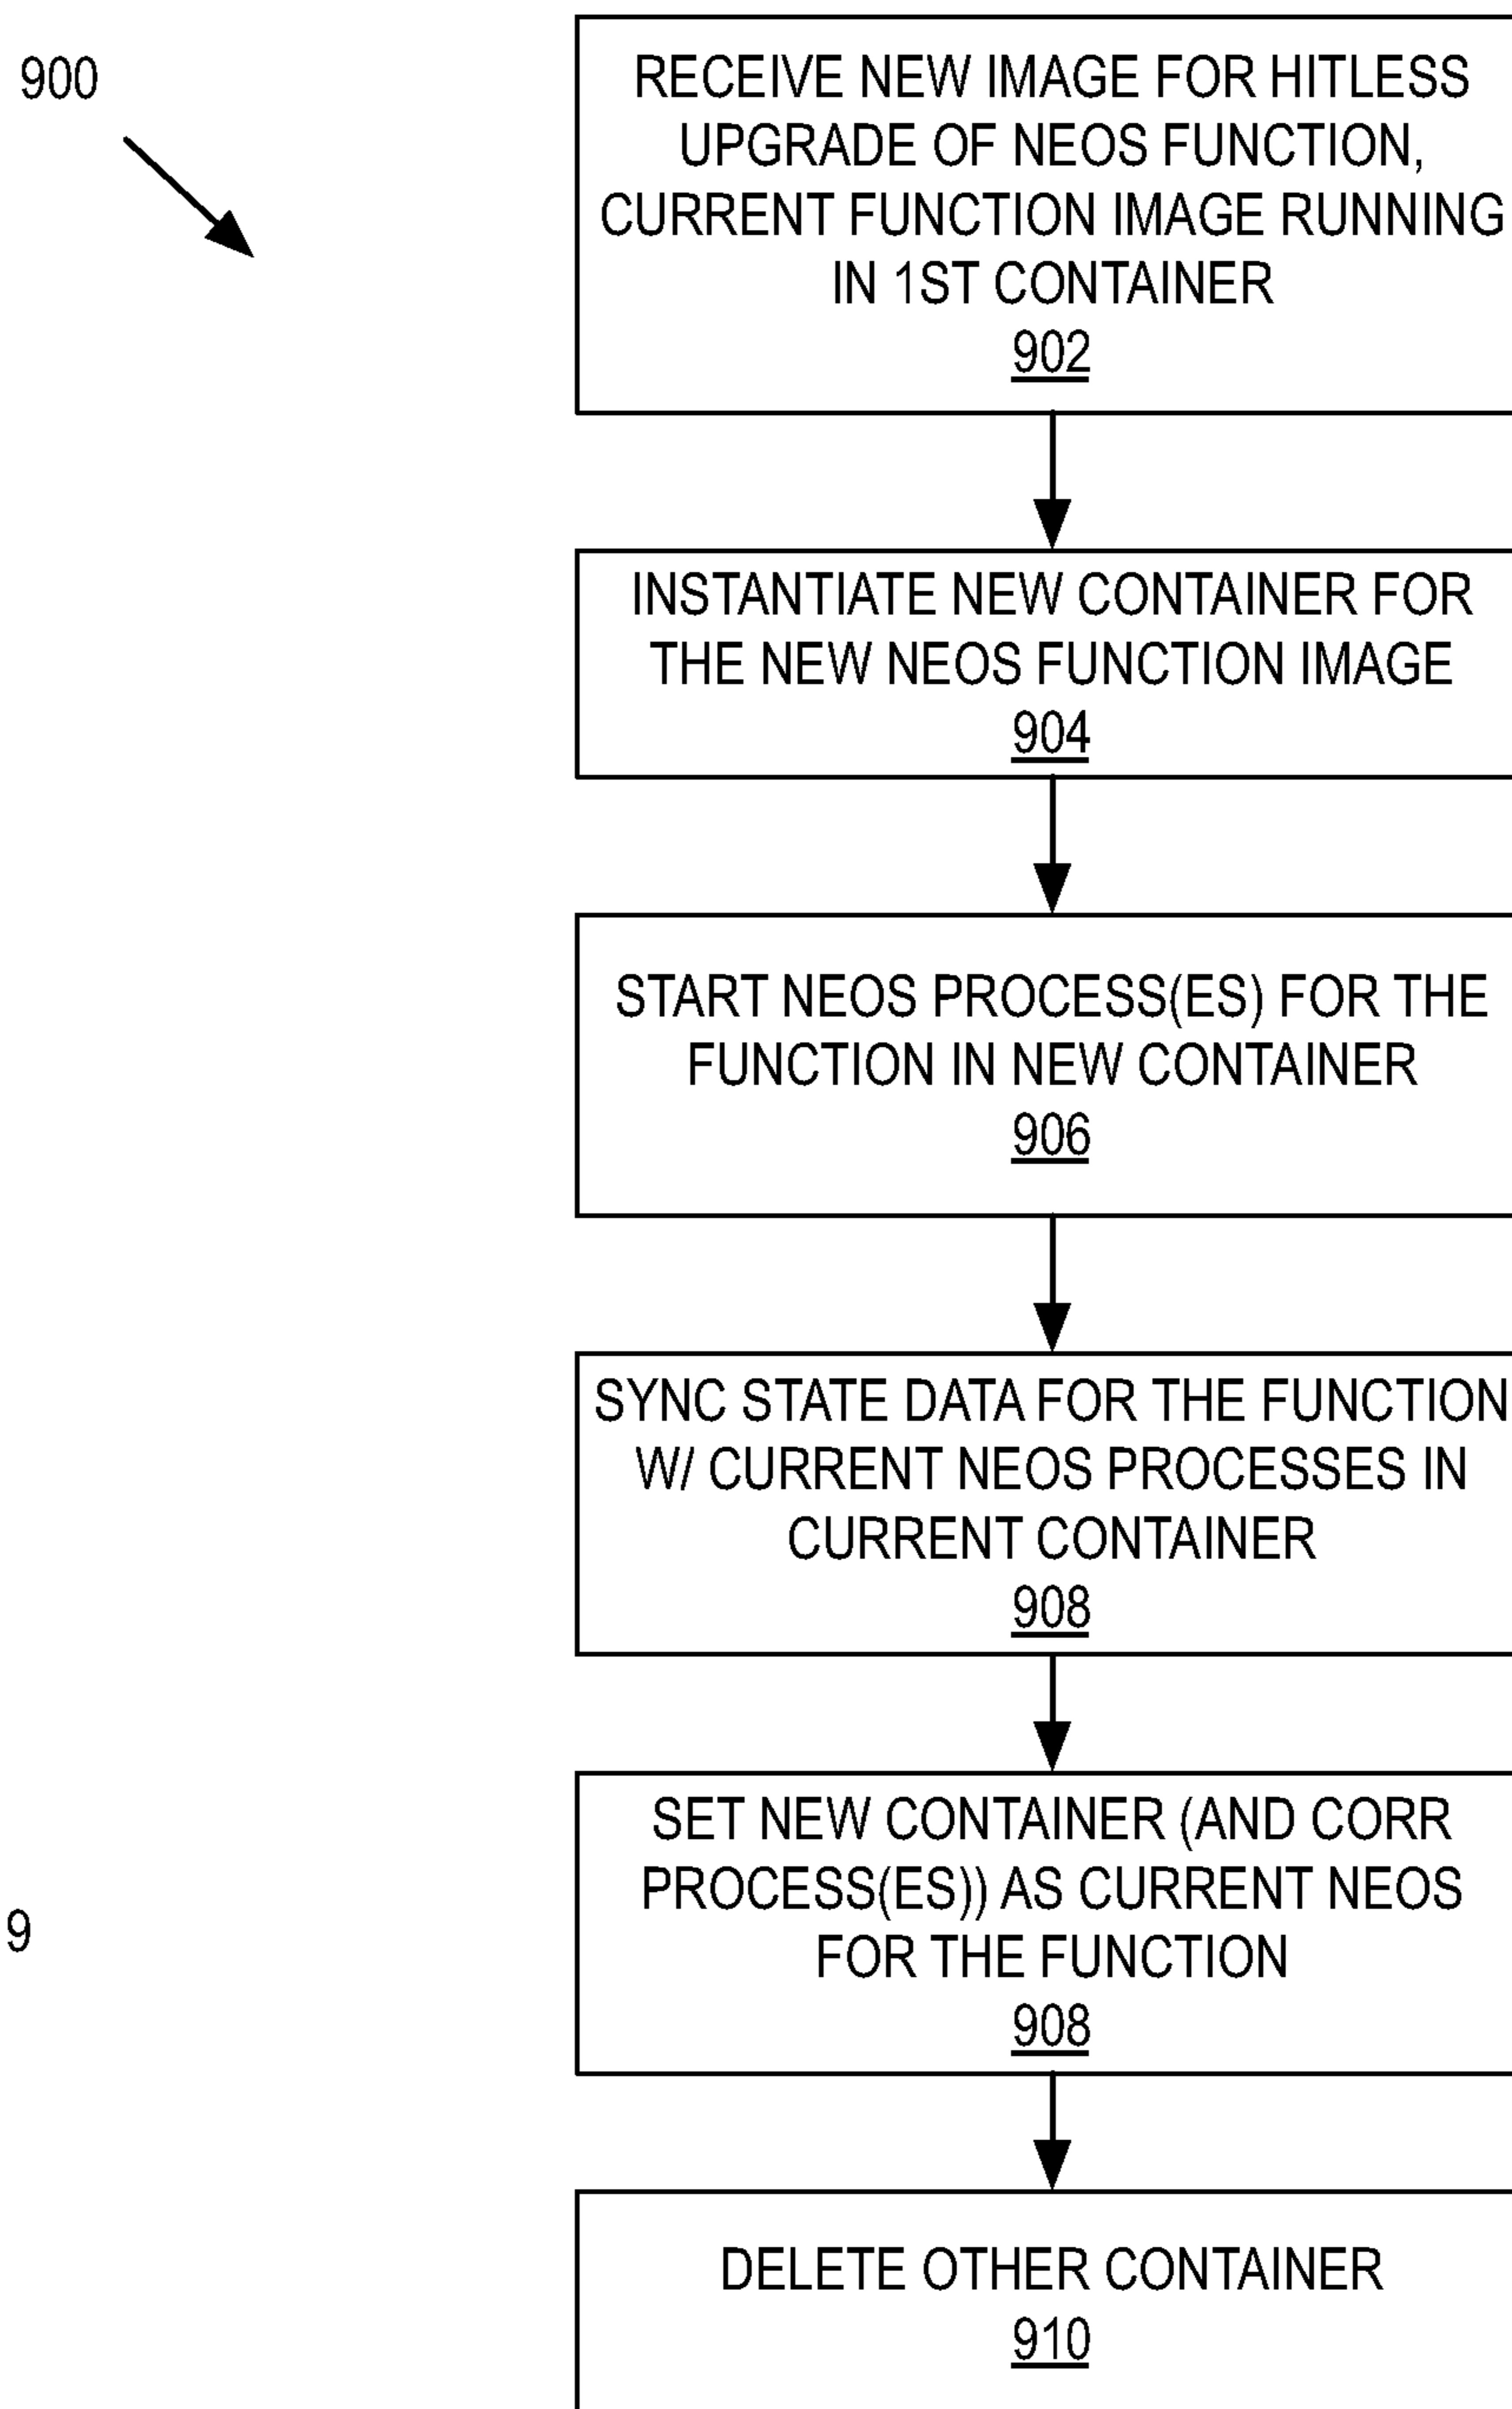 900
RECEIVE NEW IMAGE FOR HITLESS
UPGRADE OF NEOS FUNCTION,
CURRENT FUNCTION IMAGE RUNNING
IN 1ST CONTAINER
902
INSTANTIATE NEW CONTAINER FOR
THE NEW NEOS FUNCTION IMAGE
904
START NEOS PROCESS(ES) FOR THE
FUNCTION IN NEW CONTAINER
906
SYNC STATE DATA FOR THE FUNCTION
W/ CURRENT NEOS PROCESSES IN
CURRENT CONTAINER
908
SET NEW CONTAINER (AND CORR
PROCESS(ES)) AS CURRENT NEOS
FOR THE FUNCTION
908
9
DELETE OTHER CONTAINER
910